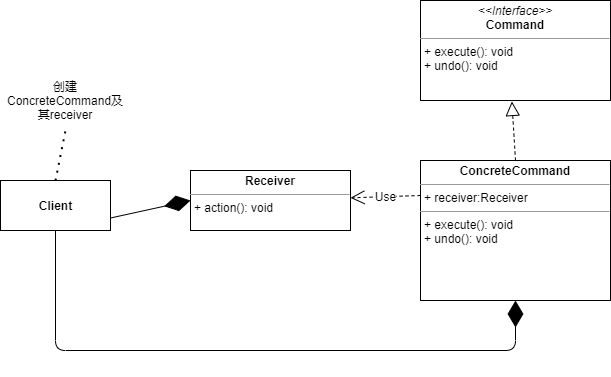 <<Interface>>
Command
+ execute(): void
+ undo(): void
创建
ConcreteCommand及
其receiver
Client
Receiver
+ action(): void
Use
ConcreteCommand
+ receiver:Receiver
+ execute(): void
+ undo(): void